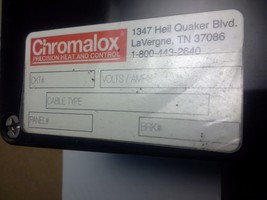 Chromalox
PRECISION HEAT AND CONTROL
1347 Heil Quaker Blvd.
LaVergne, TN 37086
1-800-443-2640
CAT#
VOLTS / AMPS
CABLE TYPE
PANEL#
BRKR#